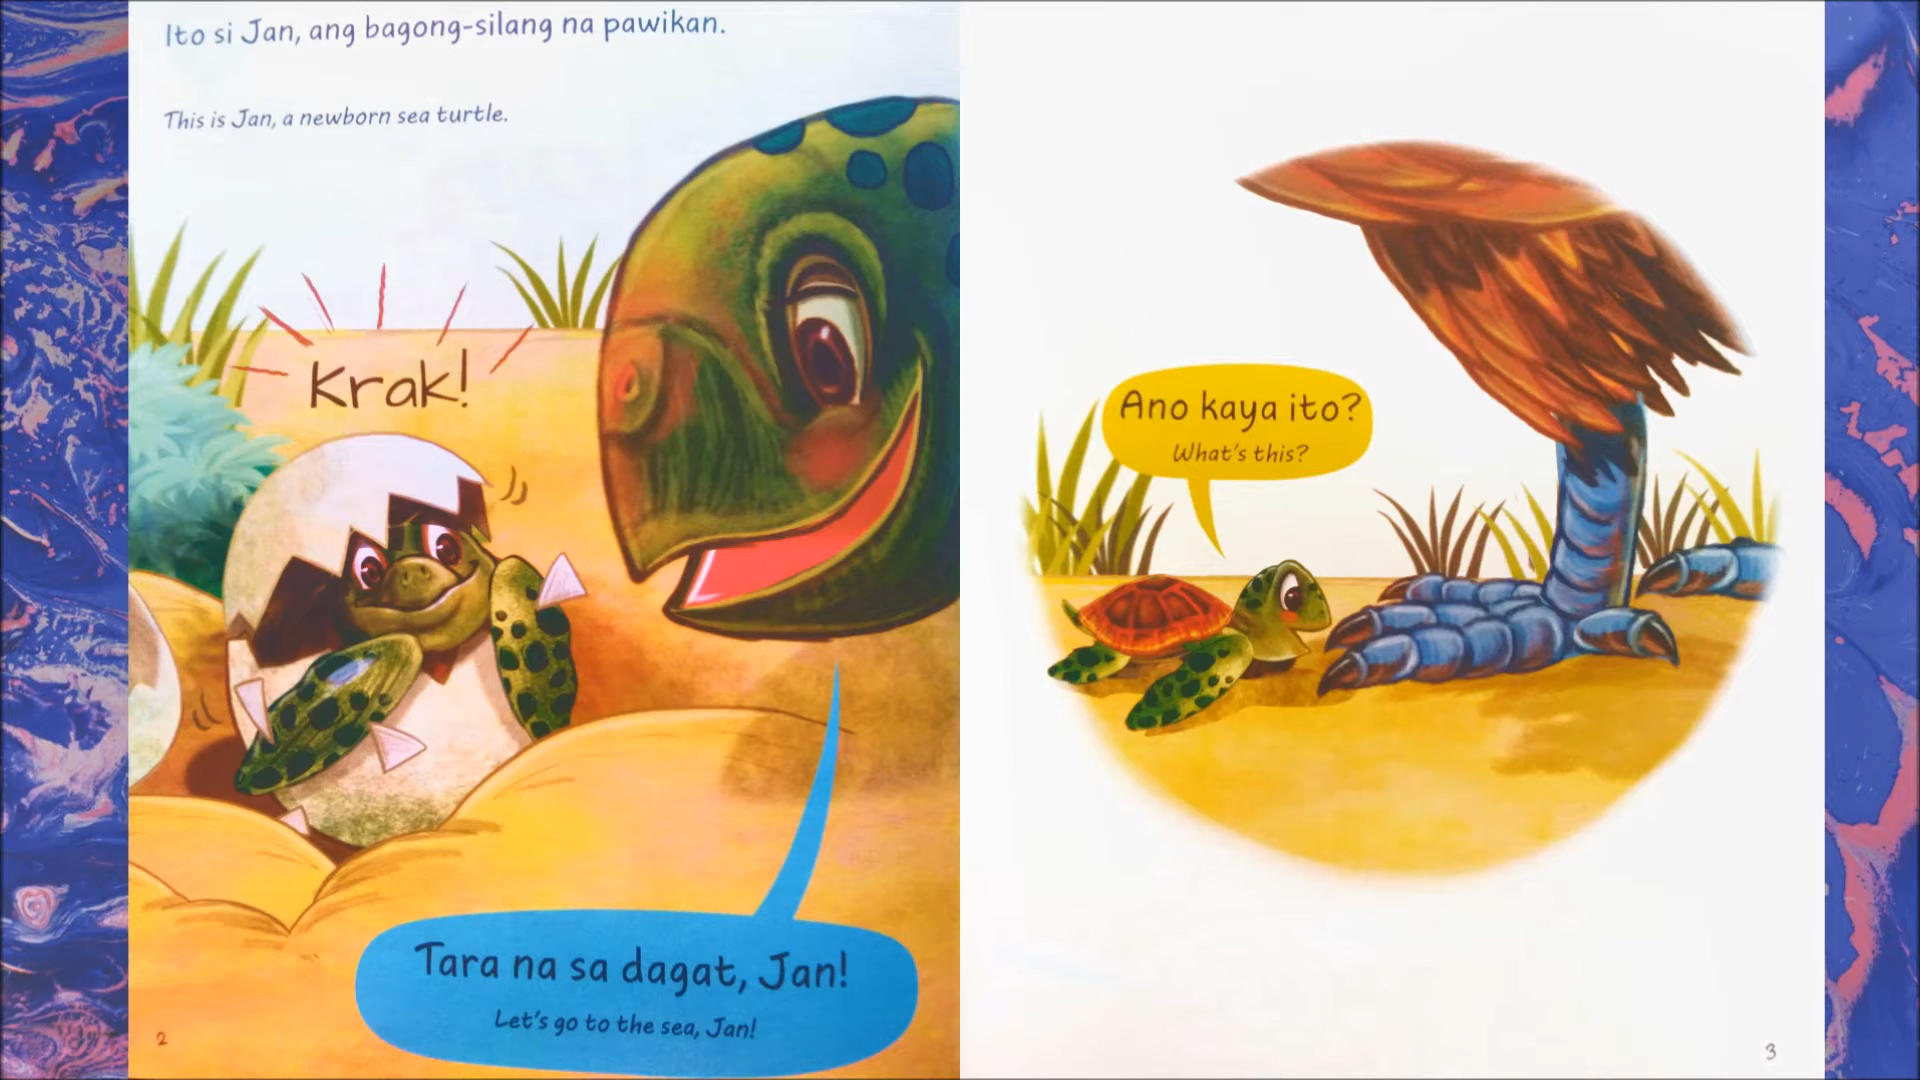 Ito si Jan, ang bagong-silang na pawikan.
This is Jan, a newborn sea turtle.
Krak!
Tara na sa dagat, Jan!
Let's go to the sea, Jan!
2
Ano kaya ito?
What's this?
3